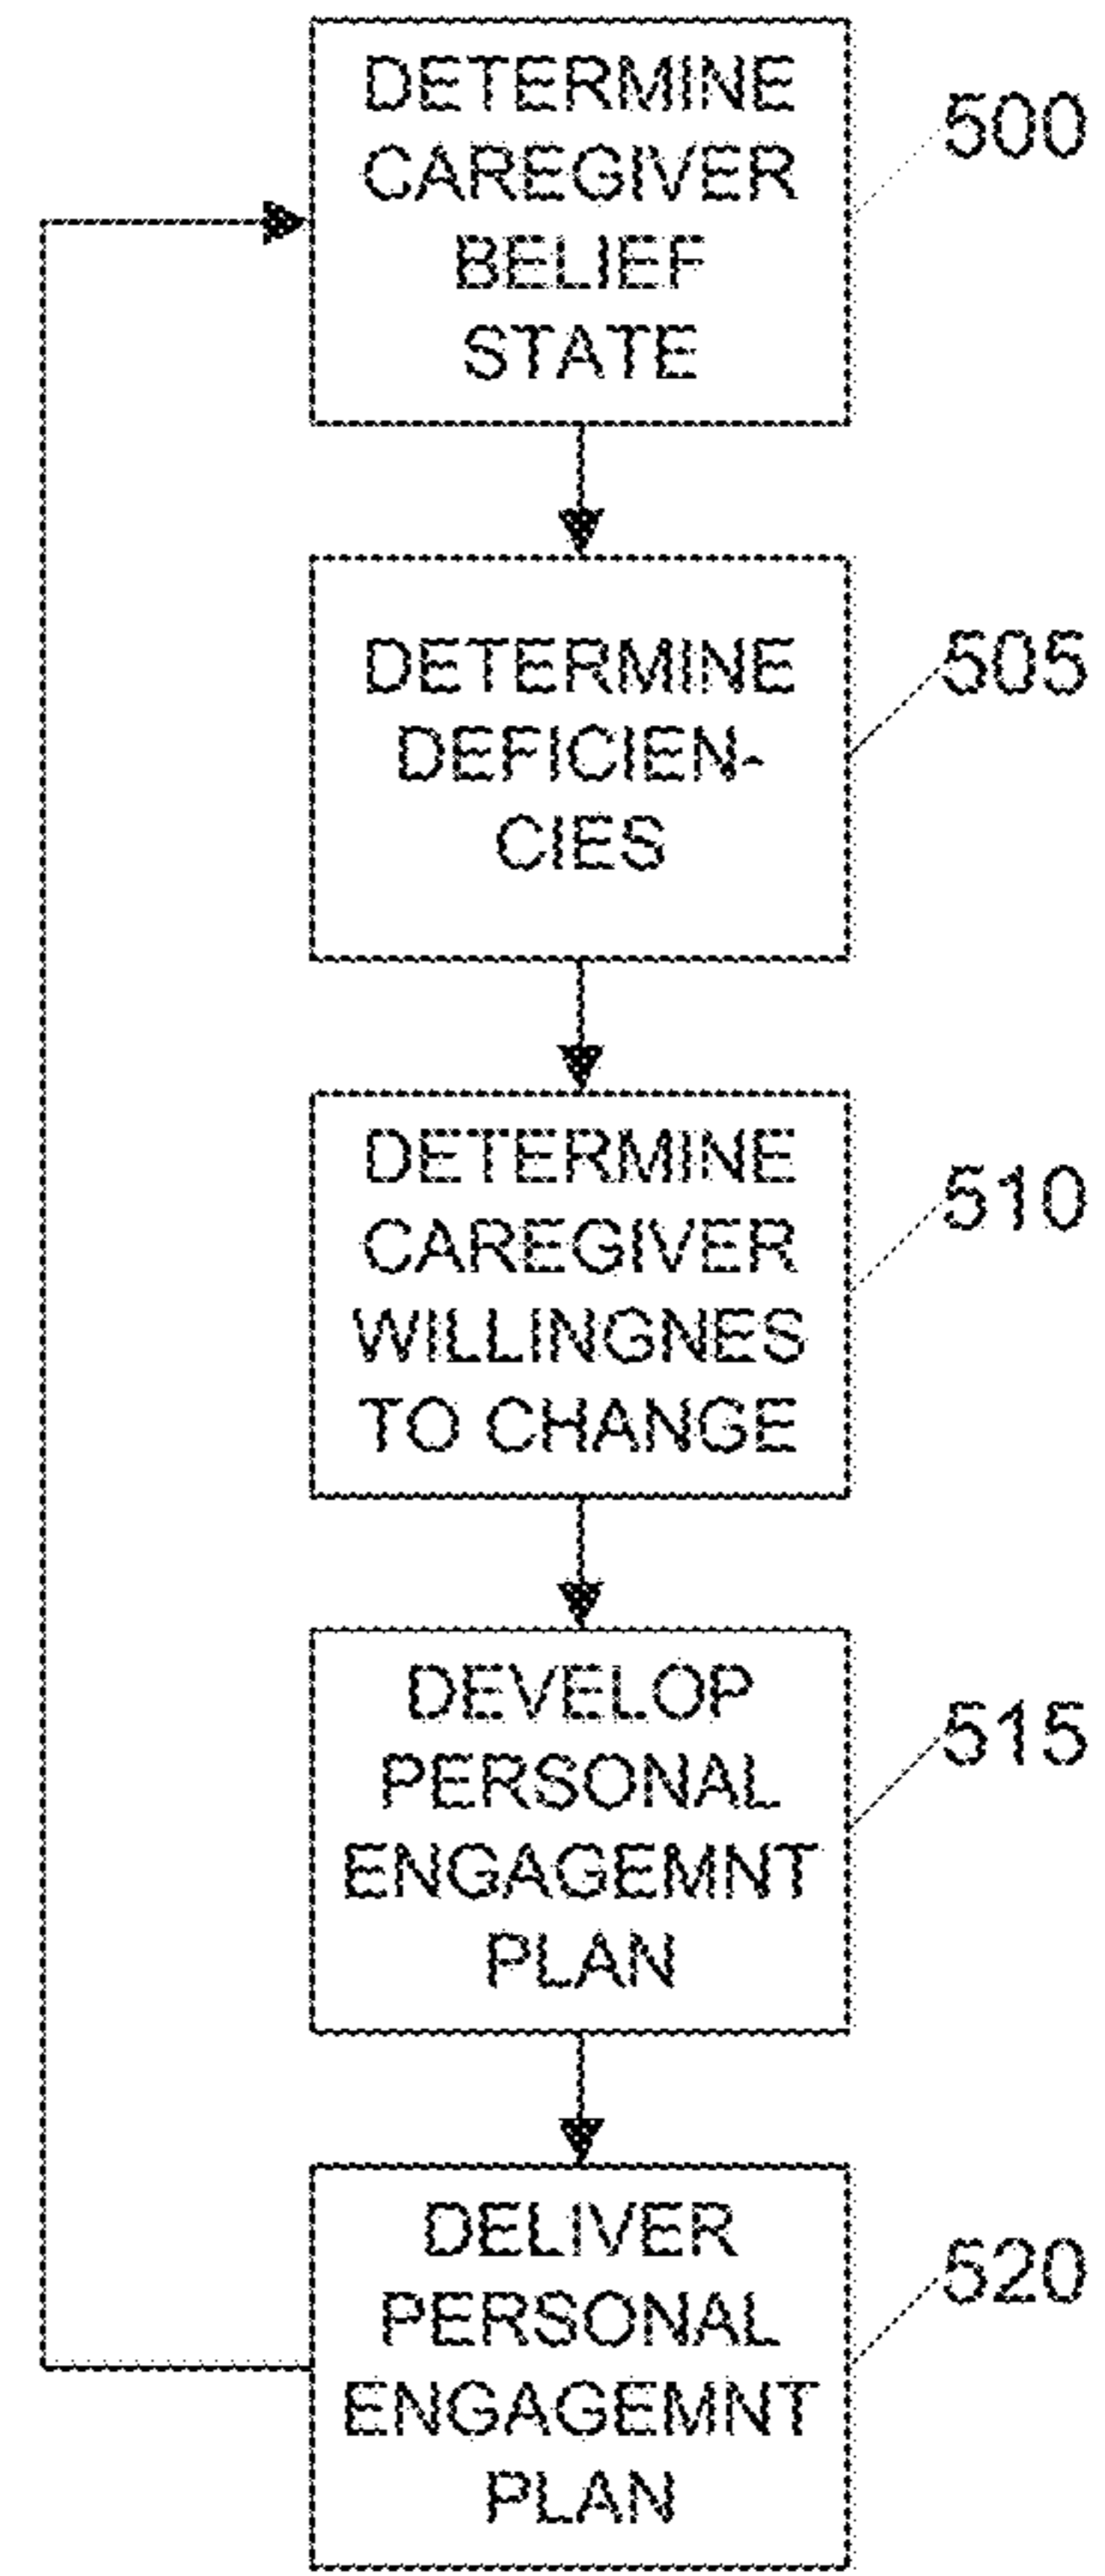 DETERMINE
CAREGIVER
BELIEF
STATE
500
DETERMINE
DEFICIEN-
CIES
505
DETERMINE
CAREGIVER
WILLINGNES
TO CHANGE
510
DEVELOP
PERSONAL
ENGAGEMNT
PLAN
515
DELIVER
PERSONAL
ENGAGEMNT
PLAN
520